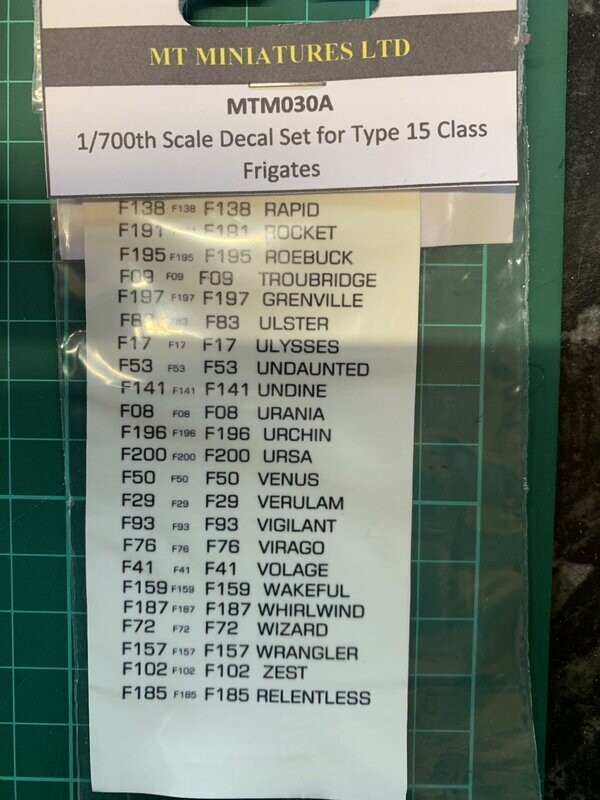 MT MINIATURES LTD
MTM030A
1/700th Scale Decal Set for Type 15 Class
Frigates
F138 F138 F138 RAPID
F191 F191 ROCKET
F195 F195 F195 ROEBUCK
F09 F09 F09 TROUBRIDGE
F197 F197 F197 GRENVILLE
F83 F83 F83 ULSTER
F17 F17 F17 ULYSSES
F53 F53 F53 UNDAUNTED
F141 F141 F141 UNDINE
F08 F08 F08 URANIA
F196 F196 F196 URCHIN
F200 F200 F200 URSA
F50 F50 F50 VENUS
F29 F29 F29 VERULAM
F93 F93 F93 VIGILANT
F76 F76 F76 VIRAGO
F41 F41 F41 VOLAGE
F159 F159 F159 WAKEFUL
F187 F187 F187 WHIRLWIND
F72 F72 F72 WIZARD
F157 F157 F157 WRANGLER
F102 F102 F102 ZEST
F185 F185 F185 RELENTLESS